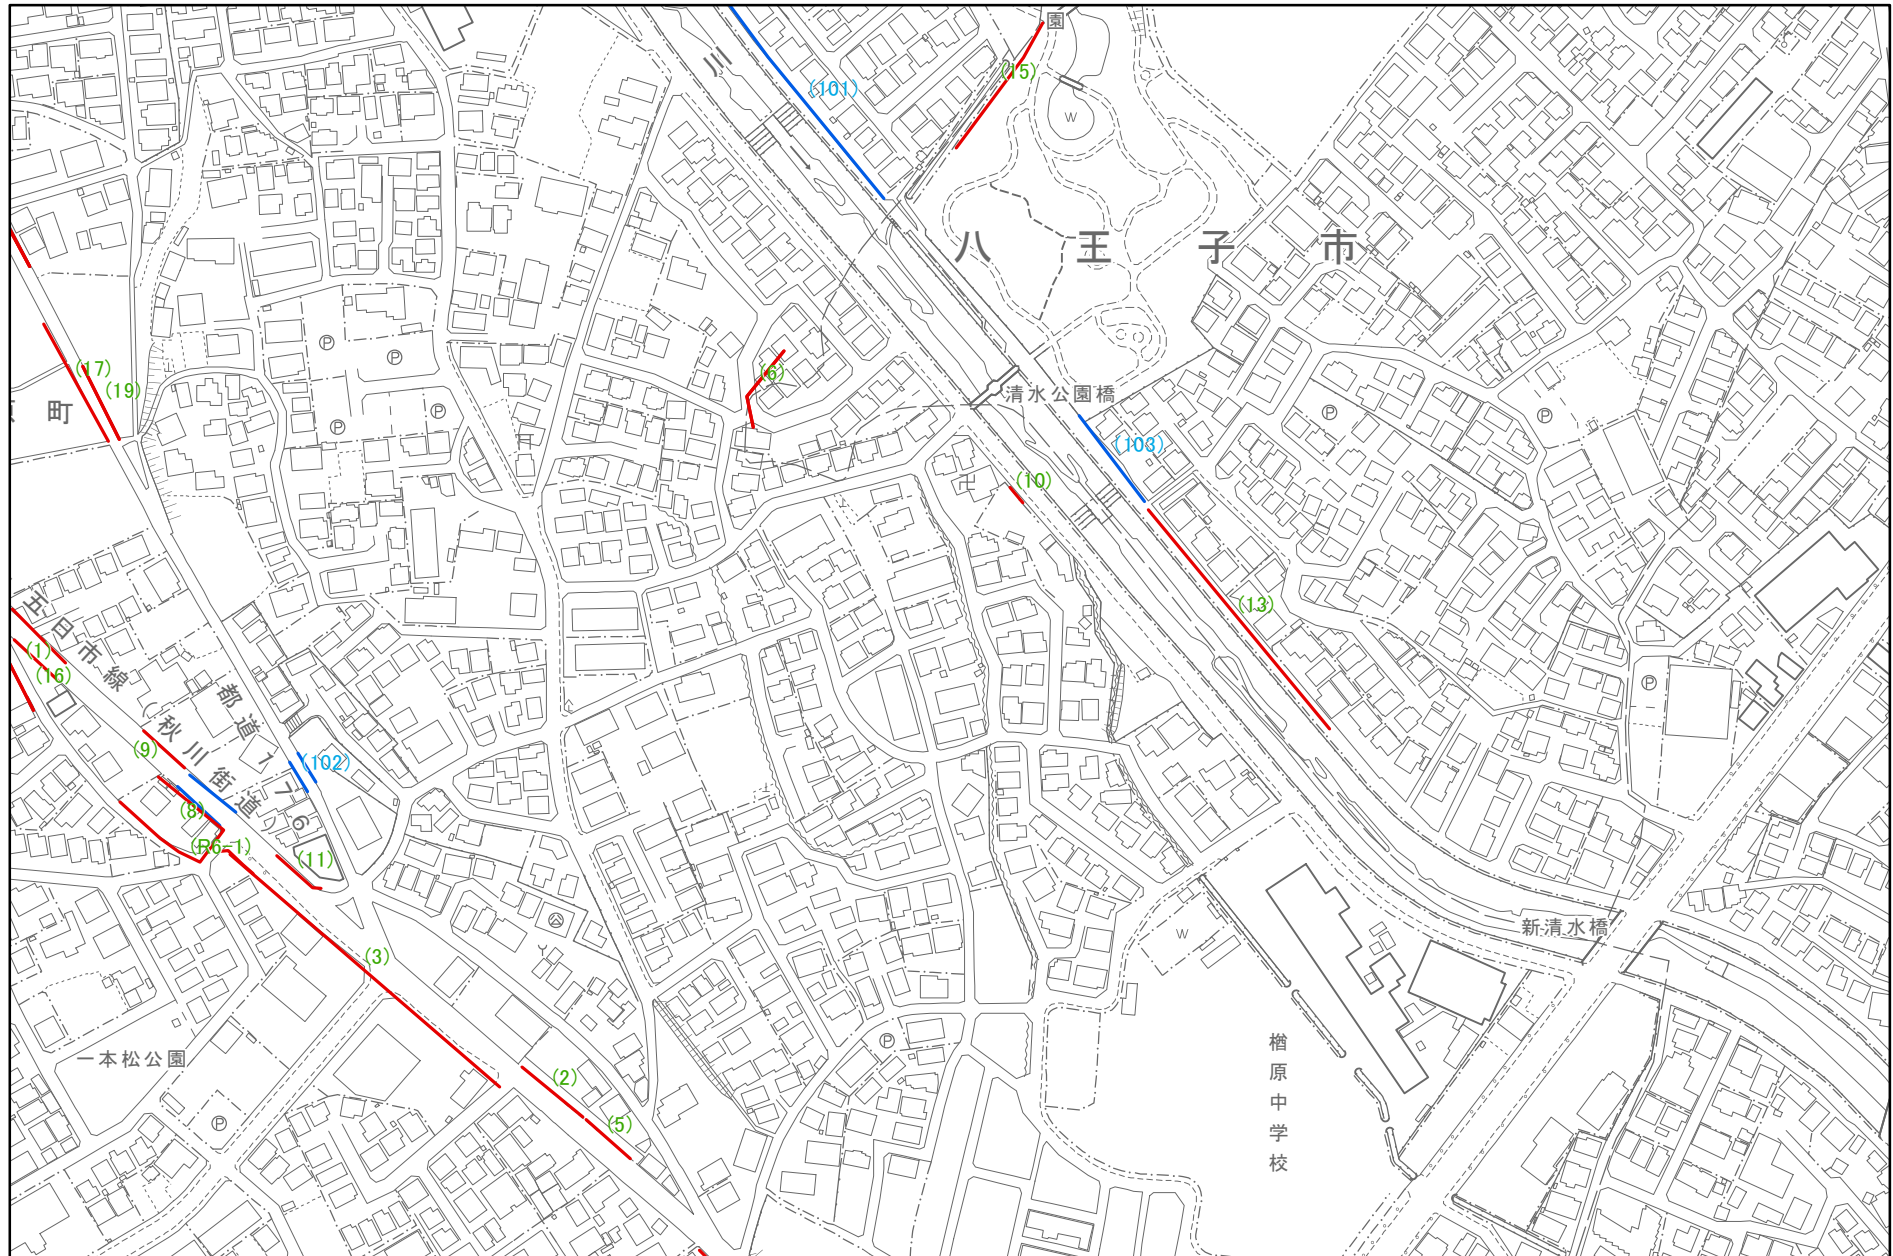 園
川
(101)
(15)
W
八王子市
(17)
(19)
町
(6)
清水公園橋
(103)
(10)
(13)
P
P
P
P
P
P
P
五日市線(秋川街道)
(1)
(16)
都道176
(9)
(102)
(8)
(R6-1)
(11)
(3)
新清水橋
W
一本松公園
P
P
(2)
(5)
楢原中学校